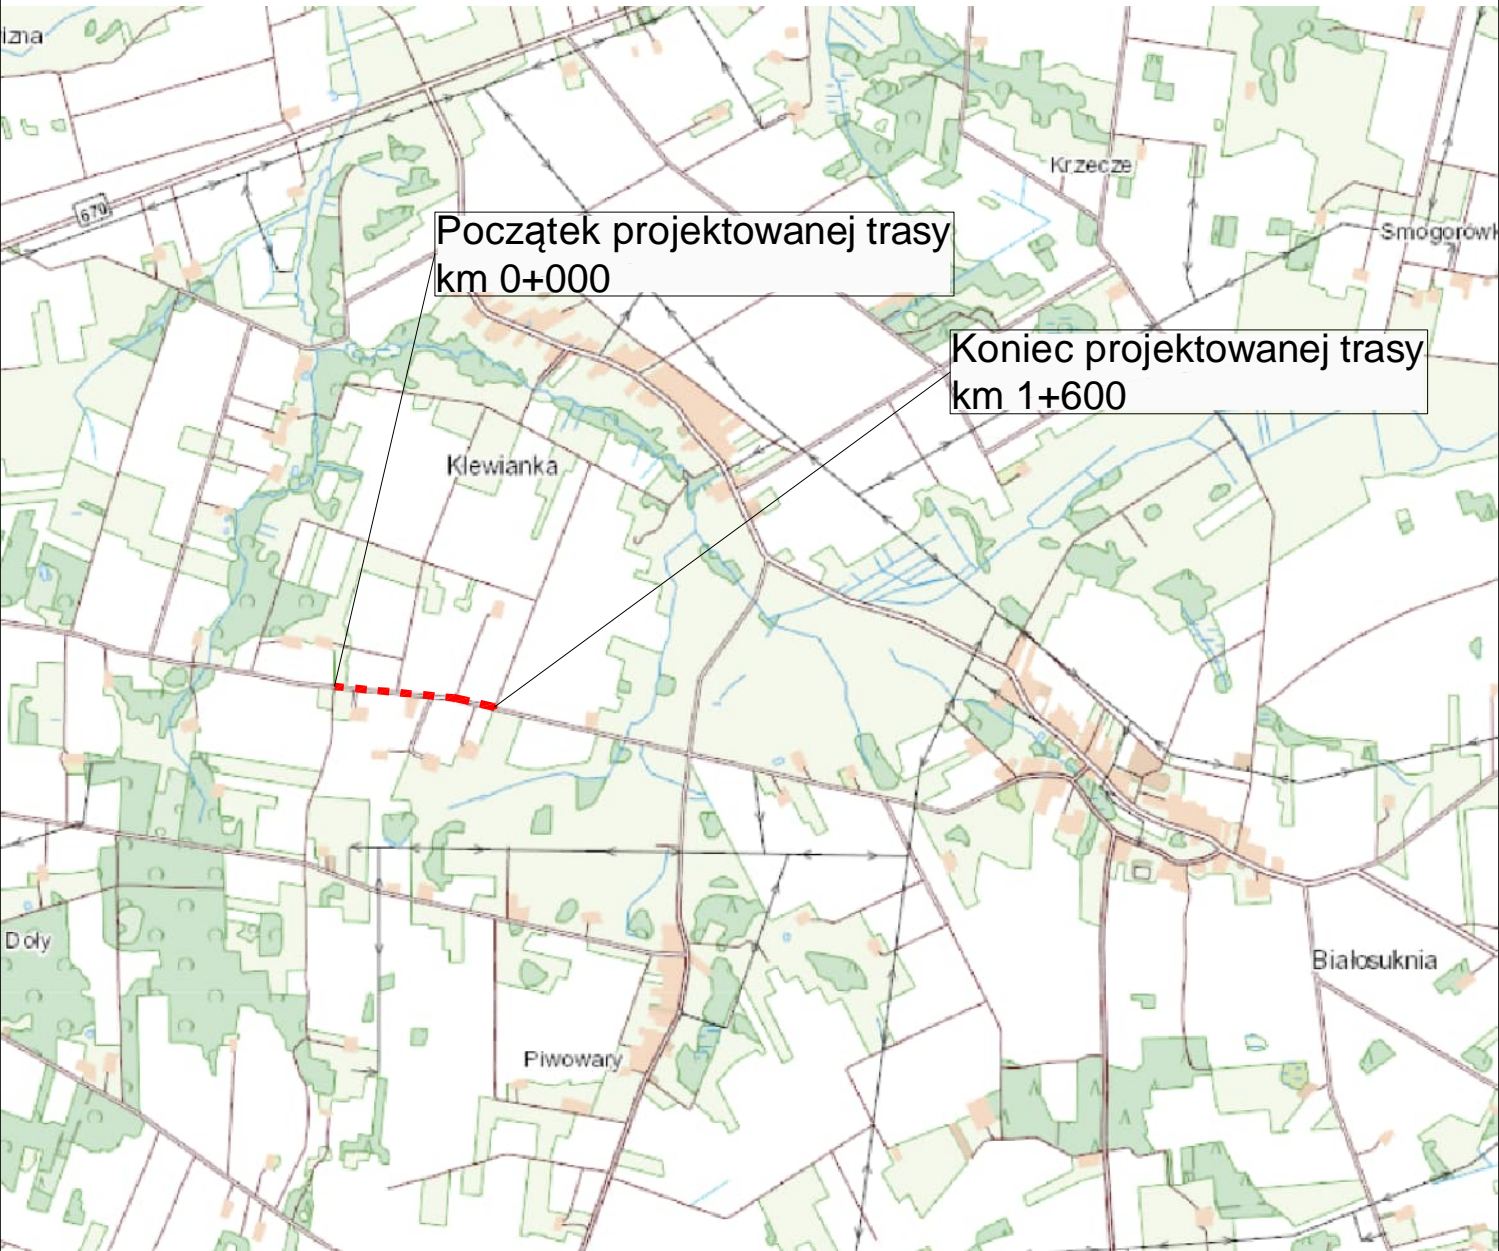 izna
Krzecze
679
Smogorówk
Początek projektowanej trasy
km 0+000
Koniec projektowanej trasy
km 1+600
Klewianka
Doły
Białosuknia
Piwowary